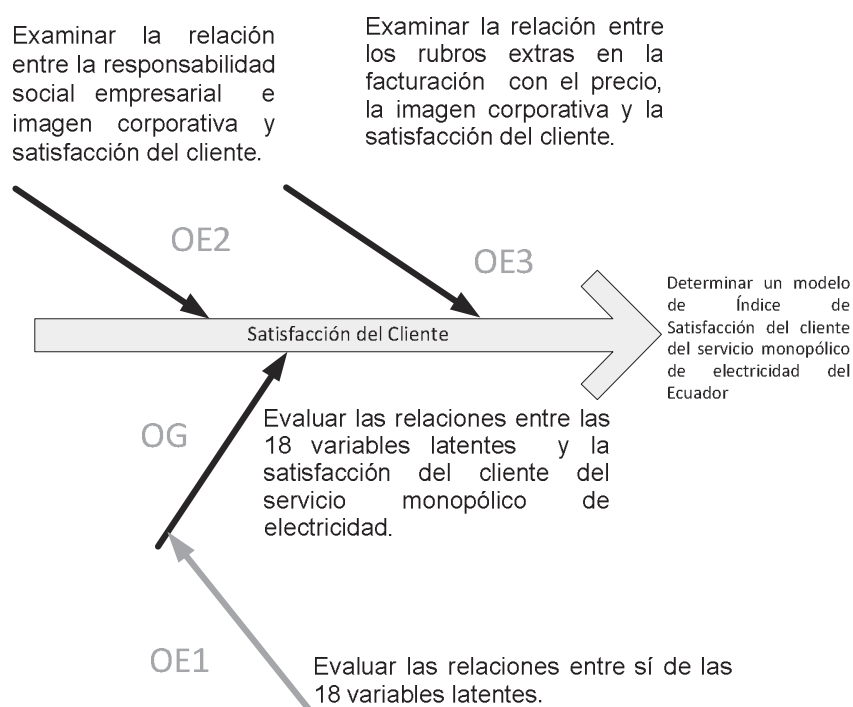 Examinar la relación
entre la responsabilidad
social empresarial e
imagen corporativa y
satisfacción del cliente.
Examinar la relación entre
los rubros extras en la
facturación con el precio,
la imagen corporativa y la
satisfacción del cliente.
OE2
OE3
Satisfacción del Cliente
Determinar un modelo
de Índice de
Satisfacción del cliente
del servicio monopólico
de electricidad del
Ecuador
OG
Evaluar las relaciones entre las
18 variables latentes y la
satisfacción del cliente del
servicio monopólico de
electricidad.
OE1
Evaluar las relaciones entre sí de las
18 variables latentes.